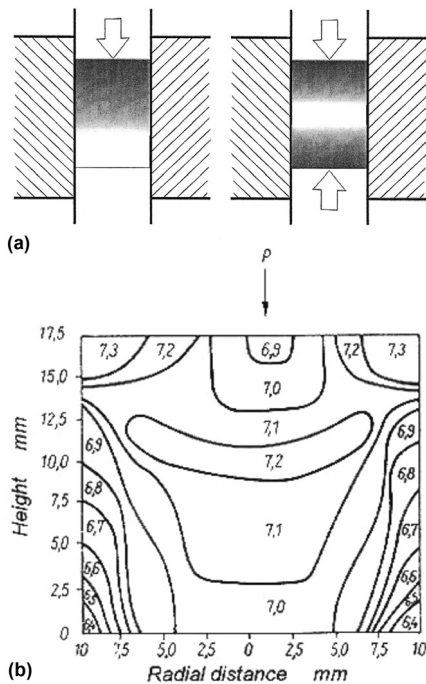 (a)
P
17,5
7,3 7,2 6,9 7,2 7,3
15,0
7,0
12,5
7,1
6,9 6,9
10,0
7,2
6,8 6,8
7,5
6,7 7,1 6,7
5,0
6,6 6,6
2,5
6,5 7,0 6,5
6,4 6,4
0
Height mm
10 7,5 5,0 2,5 0 2,5 5,0 7,5 10
(b)
Radial distance mm